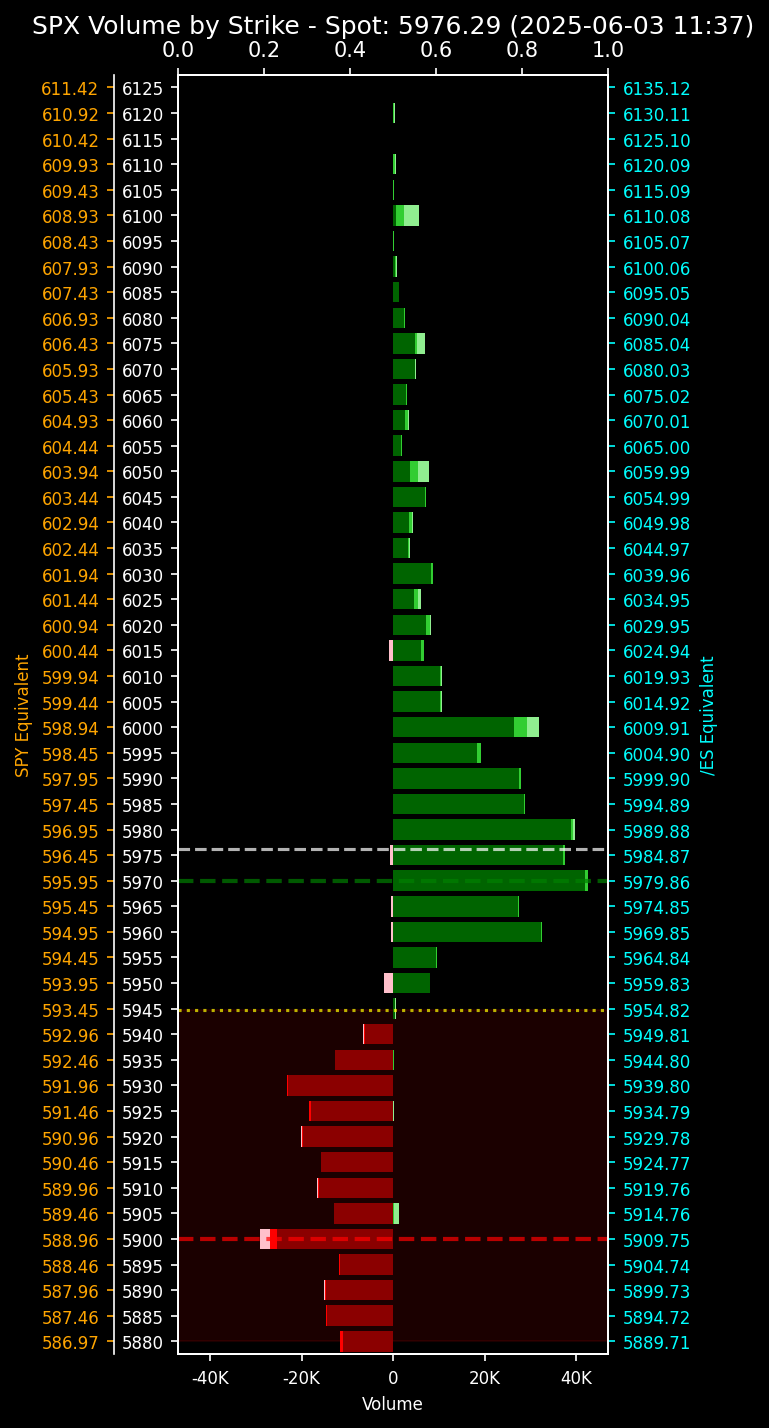 SPX Volume by Strike - Spot: 5976.29 (2025-06-03 11:37)
0.0 0.2 0.4 0.6 0.8 1.0
611.42 6125 6135.12
610.92 6120 6130.11
610.42 6115 6125.10
609.93 6110 6120.09
609.43 6105 6115.09
608.93 6100 6110.08
608.43 6095 6105.07
607.93 6090 6100.06
607.43 6085 6095.05
606.93 6080 6090.04
606.43 6075 6085.04
605.93 6070 6080.03
605.43 6065 6075.02
604.93 6060 6070.01
604.44 6055 6065.00
603.94 6050 6059.99
603.44 6045 6054.99
602.94 6040 6049.98
602.44 6035 6044.97
601.94 6030 6039.96
601.44 6025 6034.95
600.94 6020 6029.95
600.44 6015 6024.94
599.94 6010 6019.93
599.44 6005 6014.92
598.94 6000 6009.91
598.45 5995 6004.90
597.95 5990 5999.90
597.45 5985 5994.89
596.95 5980 5989.88
596.45 5975 5984.87
595.95 5970 5979.86
595.45 5965 5974.85
594.95 5960 5969.85
594.45 5955 5964.84
593.95 5950 5959.83
593.45 5945 5954.82
592.96 5940 5949.81
592.46 5935 5944.80
591.96 5930 5939.80
591.46 5925 5934.79
590.96 5920 5929.78
590.46 5915 5924.77
589.96 5910 5919.76
589.46 5905 5914.76
588.96 5900 5909.75
588.46 5895 5904.74
587.96 5890 5899.73
587.46 5885 5894.72
586.97 5880 5889.71
SPY Equivalent
/ES Equivalent
-40K -20K 0 20K 40K
Volume